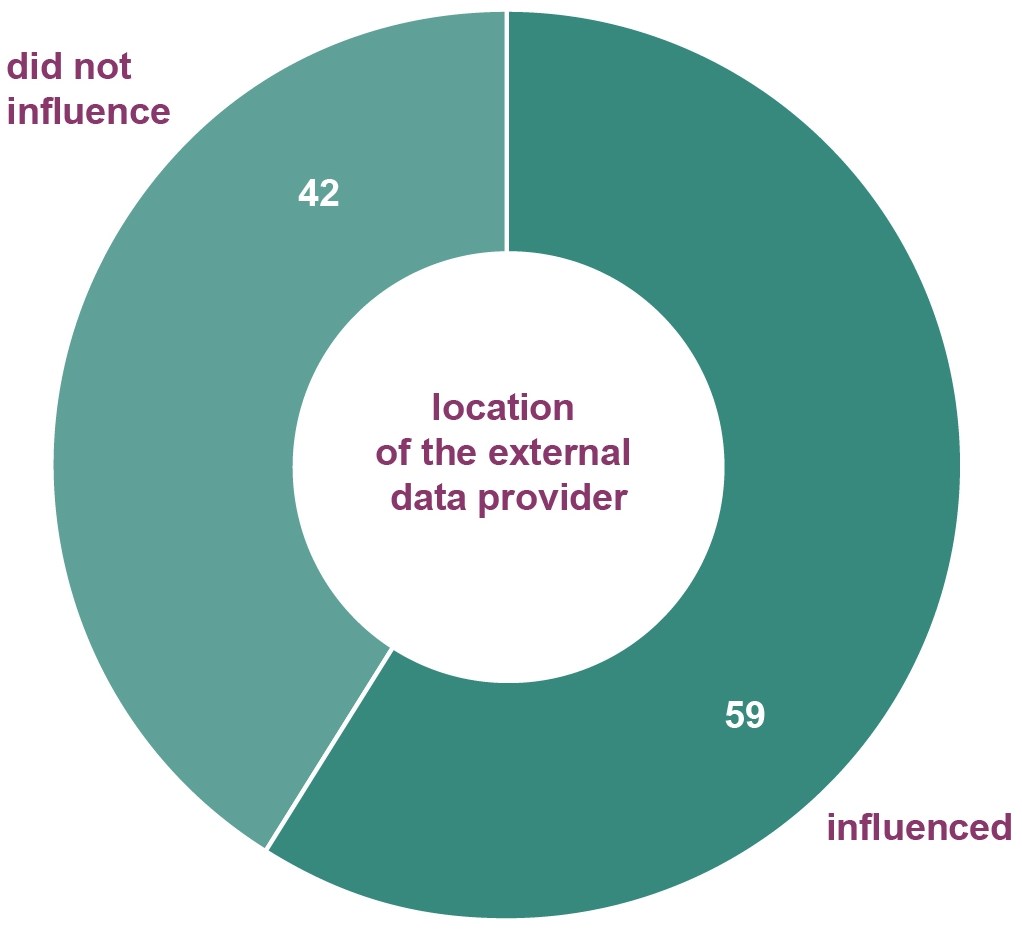 did not
influence
42
location
of the external
data provider
59
influenced